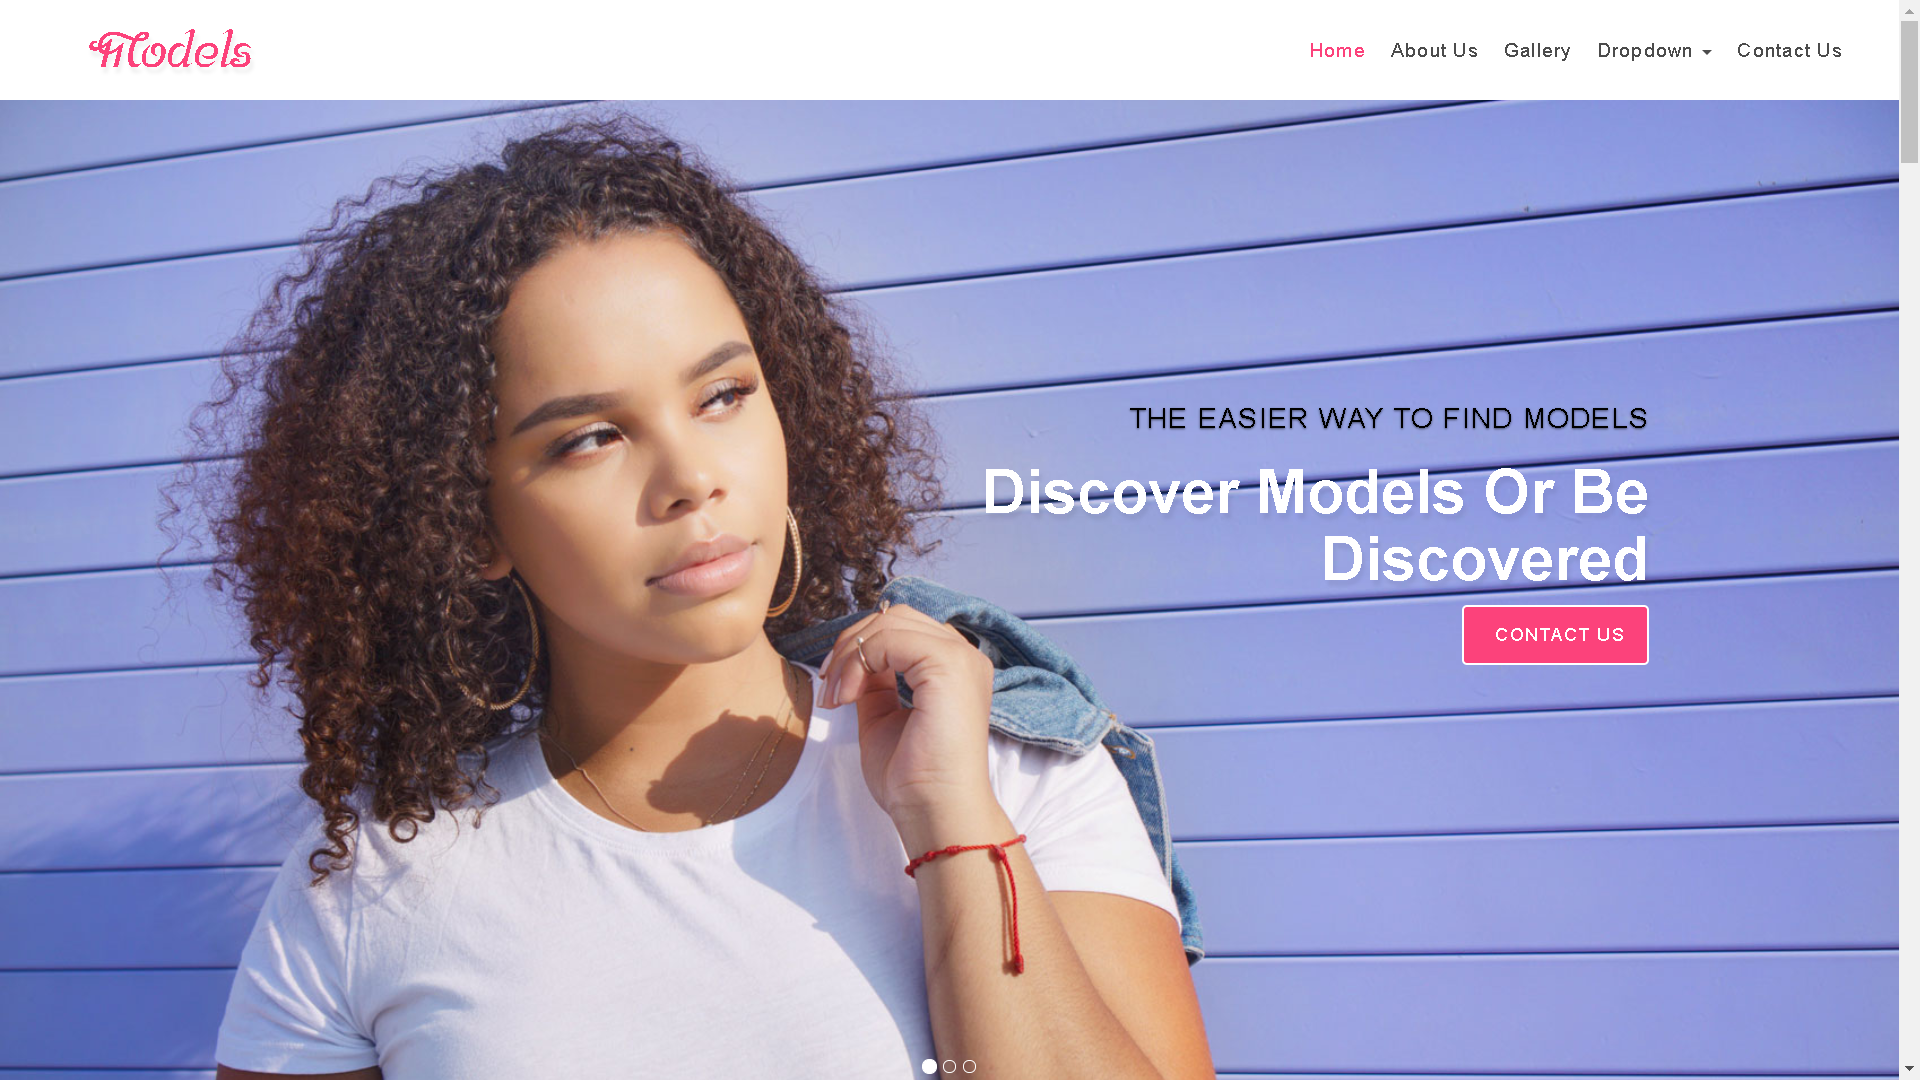 Models
Home About Us Gallery Dropdown Contact Us
THE EASIER WAY TO FIND MODELS
Discover Models Or Be
Discovered
CONTACT US